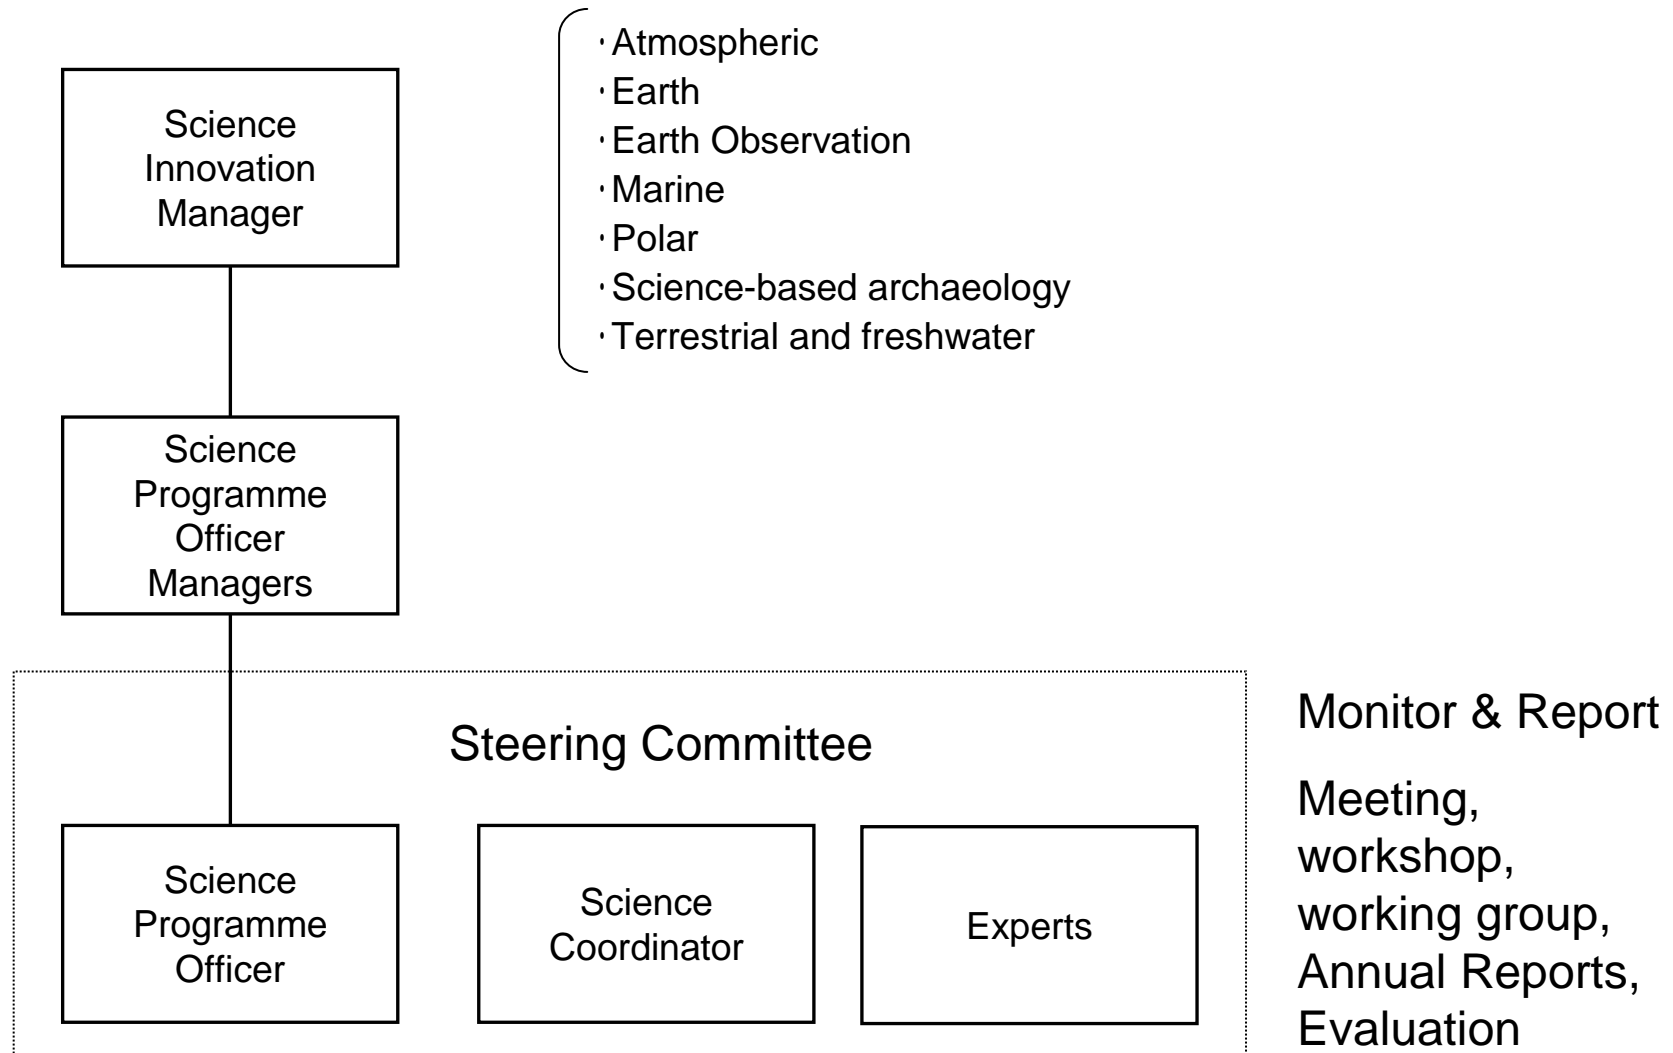 Science
Innovation
Manager
·Atmospheric
·Earth
·Earth Observation
·Marine
·Polar
·Science-based archaeology
·Terrestrial and freshwater
Science
Programme
Officer
Managers
Steering Committee
Science
Programme
Officer
Science
Coordinator
Experts
Monitor & Report
Meeting,
workshop,
working group,
Annual Reports,
Evaluation